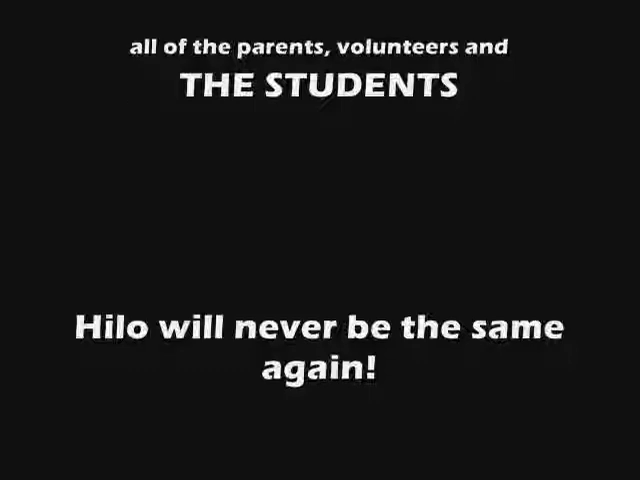 all of the parents, volunteers and
THE STUDENTS
Hilo will never be the same
again!